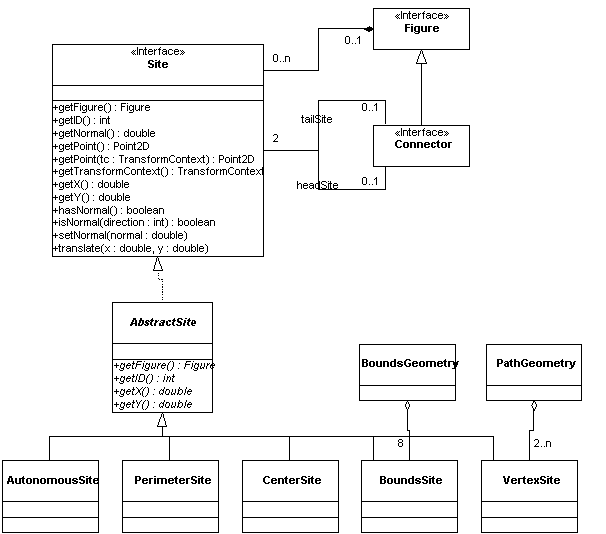 «Interface»
Site
+getFigure() : Figure
+getID() : int
+getNormal() : double
+getPoint() : Point2D
+getPoint(tc : TransformContext) : Point2D
+getTransformContext() : TransformContext
+getX() : double
+getY() : double
+hasNormal() : boolean
+isNormal(direction : int) : boolean
+setNormal(normal : double)
+translate(x : double, y : double)
0..n
0..1
«Interface»
Figure
2
tailSite
0..1
headSite
0..1
«Interface»
Connector
AbstractSite
+getFigure() : Figure
+getID() : int
+getX() : double
+getY() : double
BoundsGeometry
PathGeometry
8
2..n
AutonomousSite
PerimeterSite
CenterSite
BoundsSite
VertexSite